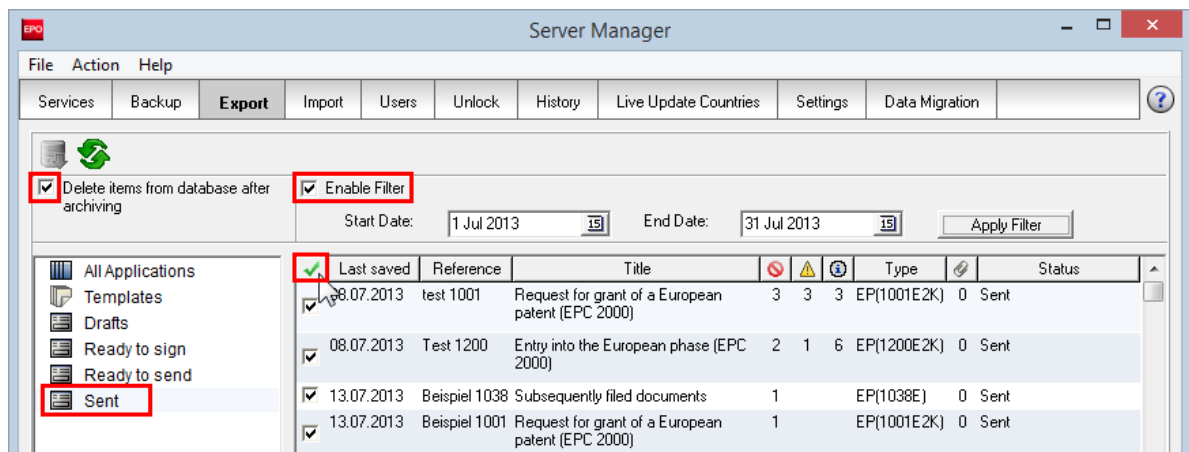 EPO Server Manager
File Action Help
Services Backup Export Import Users Unlock History Live Update Countries Settings Data Migration ?
Delete items from database after
archiving
Enable Filter
Start Date: 1 Jul 2013 15 End Date: 31 Jul 2013 15 Apply Filter
All Applications
Templates
Drafts
Ready to sign
Ready to send
Sent
Last saved Reference Title Type Status
08.07.2013 test 1001 Request for grant of a European 3 3 3 EP(1001E2K) 0 Sent
patent (EPC 2000)
08.07.2013 Test 1200 Entry into the European phase (EPC 2 1 6 EP(1200E2K) 0 Sent
2000)
13.07.2013 Beispiel 1038 Subsequently filed documents 1 EP(1038E) 0 Sent
13.07.2013 Beispiel 1001 Request for grant of a European 1 EP(1001E2K) 0 Sent
patent (EPC 2000)